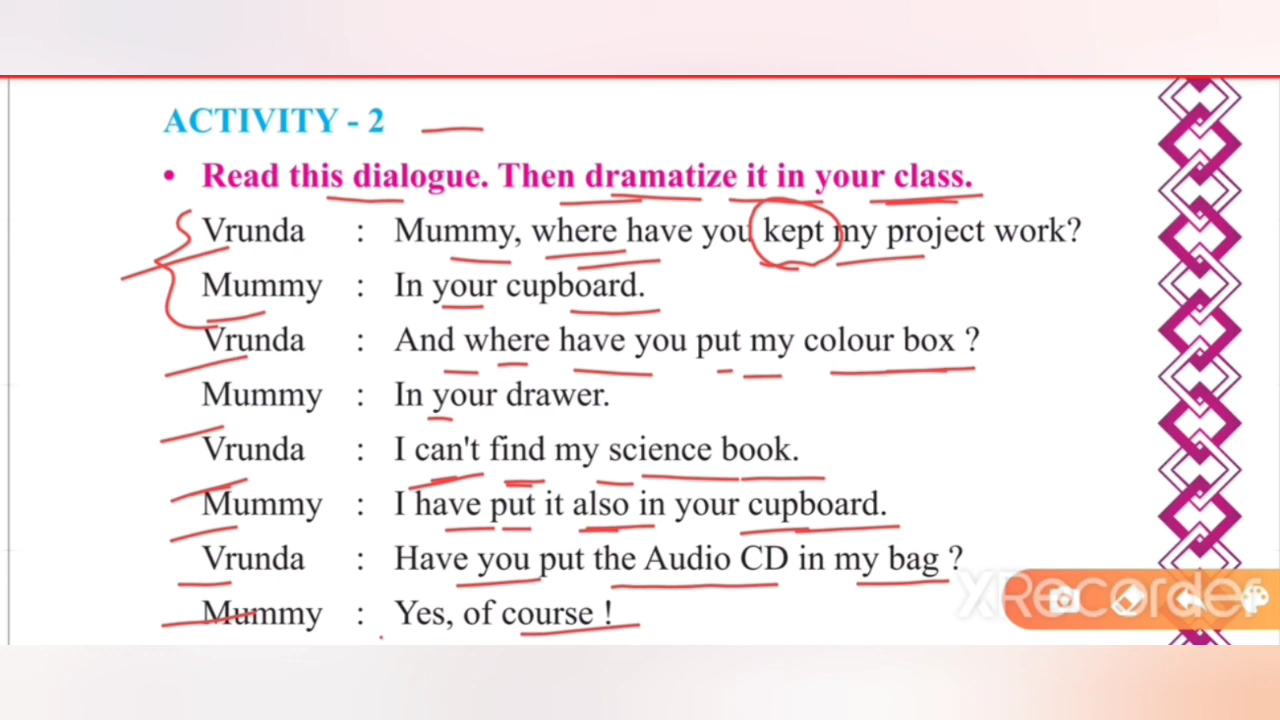 ACTIVITY - 2
• Read this dialogue. Then dramatize it in your class.
Vrunda : Mummy, where have you kept my project work?
Mummy : In your cupboard.
Vrunda : And where have you put my colour box ?
Mummy : In your drawer.
Vrunda : I can't find my science book.
Mummy : I have put it also in your cupboard.
Vrunda : Have you put the Audio CD in my bag ?
Mummy : Yes, of course !
XRecorder